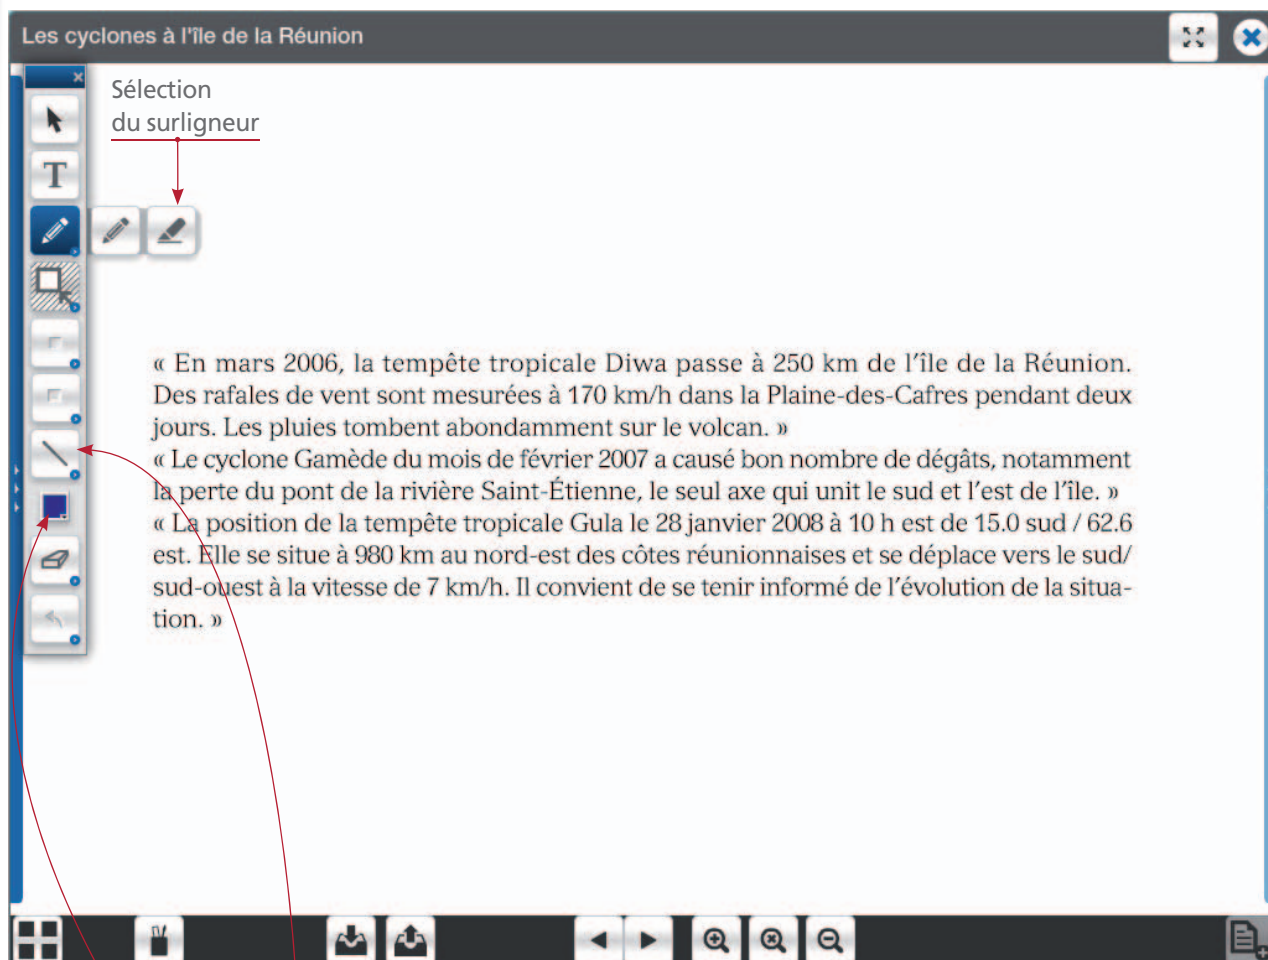 Les cyclones à l'île de la Réunion
Sélection
du surligneur
T
« En mars 2006, la tempête tropicale Diwa passe à 250 km de l'île de la Réunion.
Des rafales de vent sont mesurées à 170 km/h dans la Plaine-des-Cafres pendant deux
jours. Les pluies tombent abondamment sur le volcan. »
« Le cyclone Gamède du mois de février 2007 a causé bon nombre de dégâts, notamment
la perte du pont de la rivière Saint-Étienne, le seul axe qui unit le sud et l'est de l'île. »
« La position de la tempête tropicale Gula le 28 janvier 2008 à 10 h est de 15.0 sud / 62.6
est. Elle se situe à 980 km au nord-est des côtes réunionnaises et se déplace vers le sud/
sud-ouest à la vitesse de 7 km/h. Il convient de se tenir informé de l'évolution de la situa-
tion. »